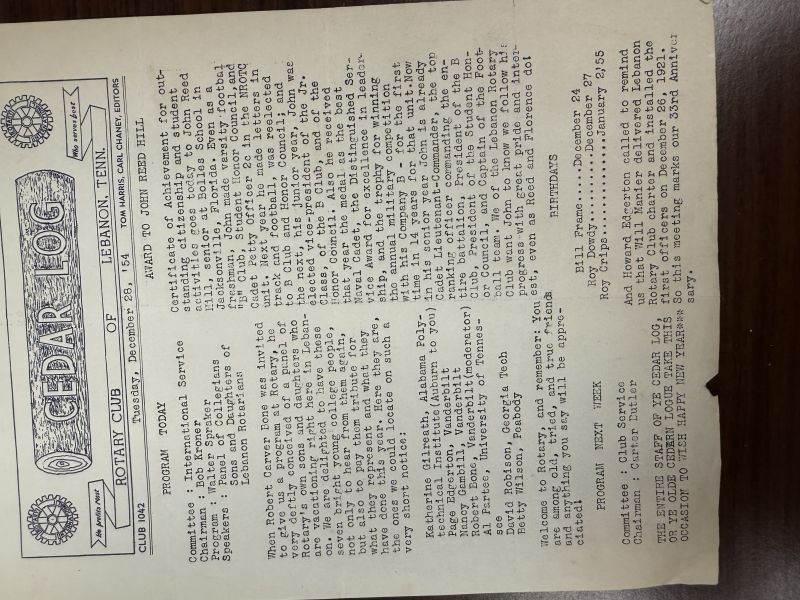 CEDAR LOG
He profits most
Who serves best
ROTARY CLUB OF LEBANON, TENN.
CLUB 1042 Tuesday, December 28, '54 TOM HARRIS, CARL CHANEY, EDITORS
PROGRAM TODAY
Committee : International Service
Chairman : Bob Kroner
Program : Walter Speaker
Speakers : Panel of Collegians
Sons and Daughters of
Lebanon Rotarians
When Robert Carver Bone was invited
to give us a program at Rotary, he
very deftly conceived of a panel of
Rotary's own sons and daughters who
are vacationing right here in Leban-
on. We are delighted to have these
seven bright young college people,
not only to hear from them again,
but also to pay them tribute for
what they represent and what they
have done this year. Here they are,
the ones we could locate on such a
very short notice:
Katherine Gilreath, Alabama Poly-
technical Institute(Auburn to you)
Page Edgerton, Vanderbilt
Nancy Gambill, Vanderbilt
Robert Bone, Vanderbilt(moderator)
Al Partee, University of Tennes-
see
David Robison, Georgia Tech
Betty Wilson, Peabody
Welcome to Rotary, and remember: You
are among old, tried, and true friends
and anything you say will be appre-
ciated!
PROGRAM NEXT WEEK
Committee : Club Service
Chairman : Carter Butler
THE ENTIRE STAFF OF YE CEDAR LOG,
OR YE OLDE CEDARN LOGUE TAKE THIS
OCCASION TO WISH HAPPY NEW YEAR***
AWARD TO JOHN REED HILL
Certificate of Achievement for out-
standing citizenship and student
activities goes today to John Reed
Hill, senior at Bolles School in
Jacksonville, Florida. Even as a
freshman, John made varsity footbal
"B" Club, Student Honor Council, and
Cadet Petty Officer 2c in the NROTC
unit. Next year he made letters in
track and football, was reelected
to B Club and Honor Council, and
the next, his junior year, John was
elected vice-president of the Jr.
Class, of the B Club, and of the
Honor Council. Also he received
that year the medal as the best
Naval Cadet, the Distinguished Ser-
vice Award for excellence in leader-
ship, and the trophy for winning
the annual military competition
with his Company B - for the first
time in 14 years for that unit. Now
in his senior year John is already
Cadet Lieutenant-Commander, the top
ranking officer commanding the en-
tire battalion, President of the B
Club, President of the Student Hon-
or Council, and Captain of the Foot-
ball team. We of the Lebanon Rotary
Club want John to know we follow his
progress with great pride and inter-
est, even as Reed and Florence do!
BIRTHDAYS
Bill Frame.....December 24
Roy Dowdy......December 27
Roy Crips............January 2,'55
And Howard Edgerton called to remind
us that Will Manier delivered Lebanon
Rotary Club charter and installed the
first officers on December 26, 1921.
So this meeting marks our 33rd Anniver
sary.